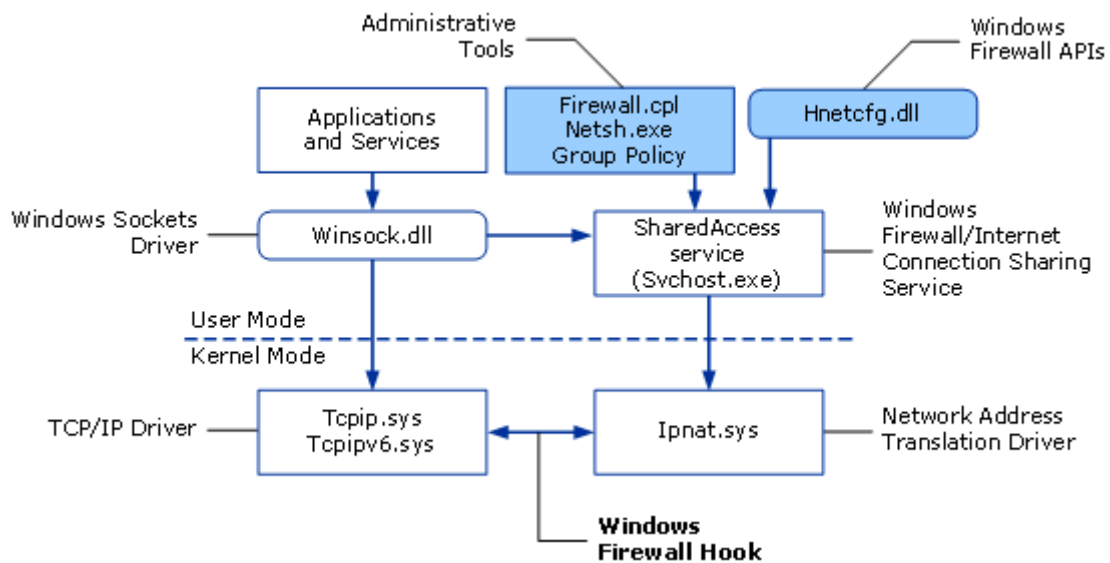 Administrative
Tools
Windows
Firewall APIs
Applications
and Services
Firewall.cpl
Netsh.exe
Group Policy
Hnetcfg.dll
Windows Sockets
Driver
Winsock.dll
SharedAccess
service
(Svchost.exe)
Windows
Firewall/Internet
Connection Sharing
Service
User Mode
Kernel Mode
TCP/IP Driver
Tcpip.sys
Tcpipv6.sys
Ipnat.sys
Network Address
Translation Driver
Windows
Firewall Hook